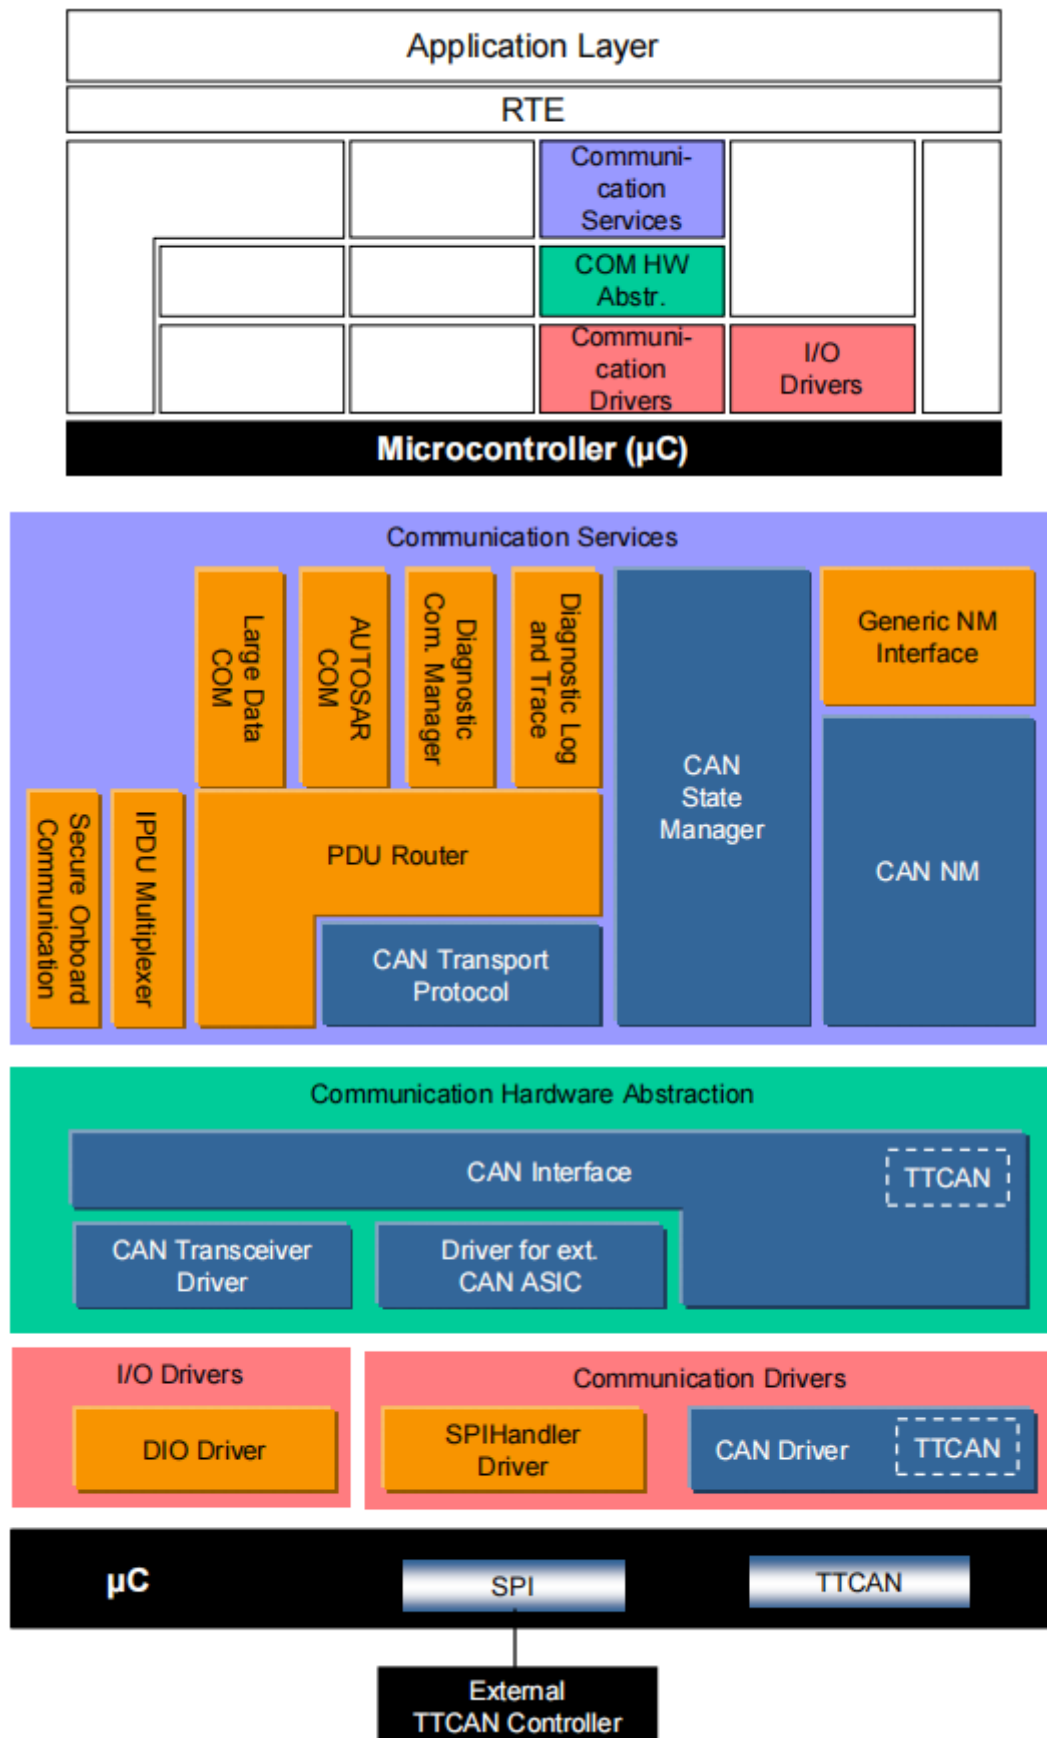 Application Layer
RTE
Communi-
cation
Services
COM HW
Abstr.
Communi-
cation
Drivers
I/O
Drivers
Microcontroller (µC)
Communication Services
Large Data
COM
AUTOSAR
COM
Diagnostic
Com. Manager
Diagnostic Log
and Trace
CAN
State
Manager
Generic NM
Interface
Secure Onboard
Communication
IPDU Multiplexer
PDU Router
CAN NM
CAN Transport
Protocol
Communication Hardware Abstraction
CAN Interface
TTCAN
CAN Transceiver
Driver
Driver for ext.
CAN ASIC
I/O Drivers
Communication Drivers
DIO Driver
SPIHandler
Driver
CAN Driver
TTCAN
µC
SPI
TTCAN
External
TTCAN Controller